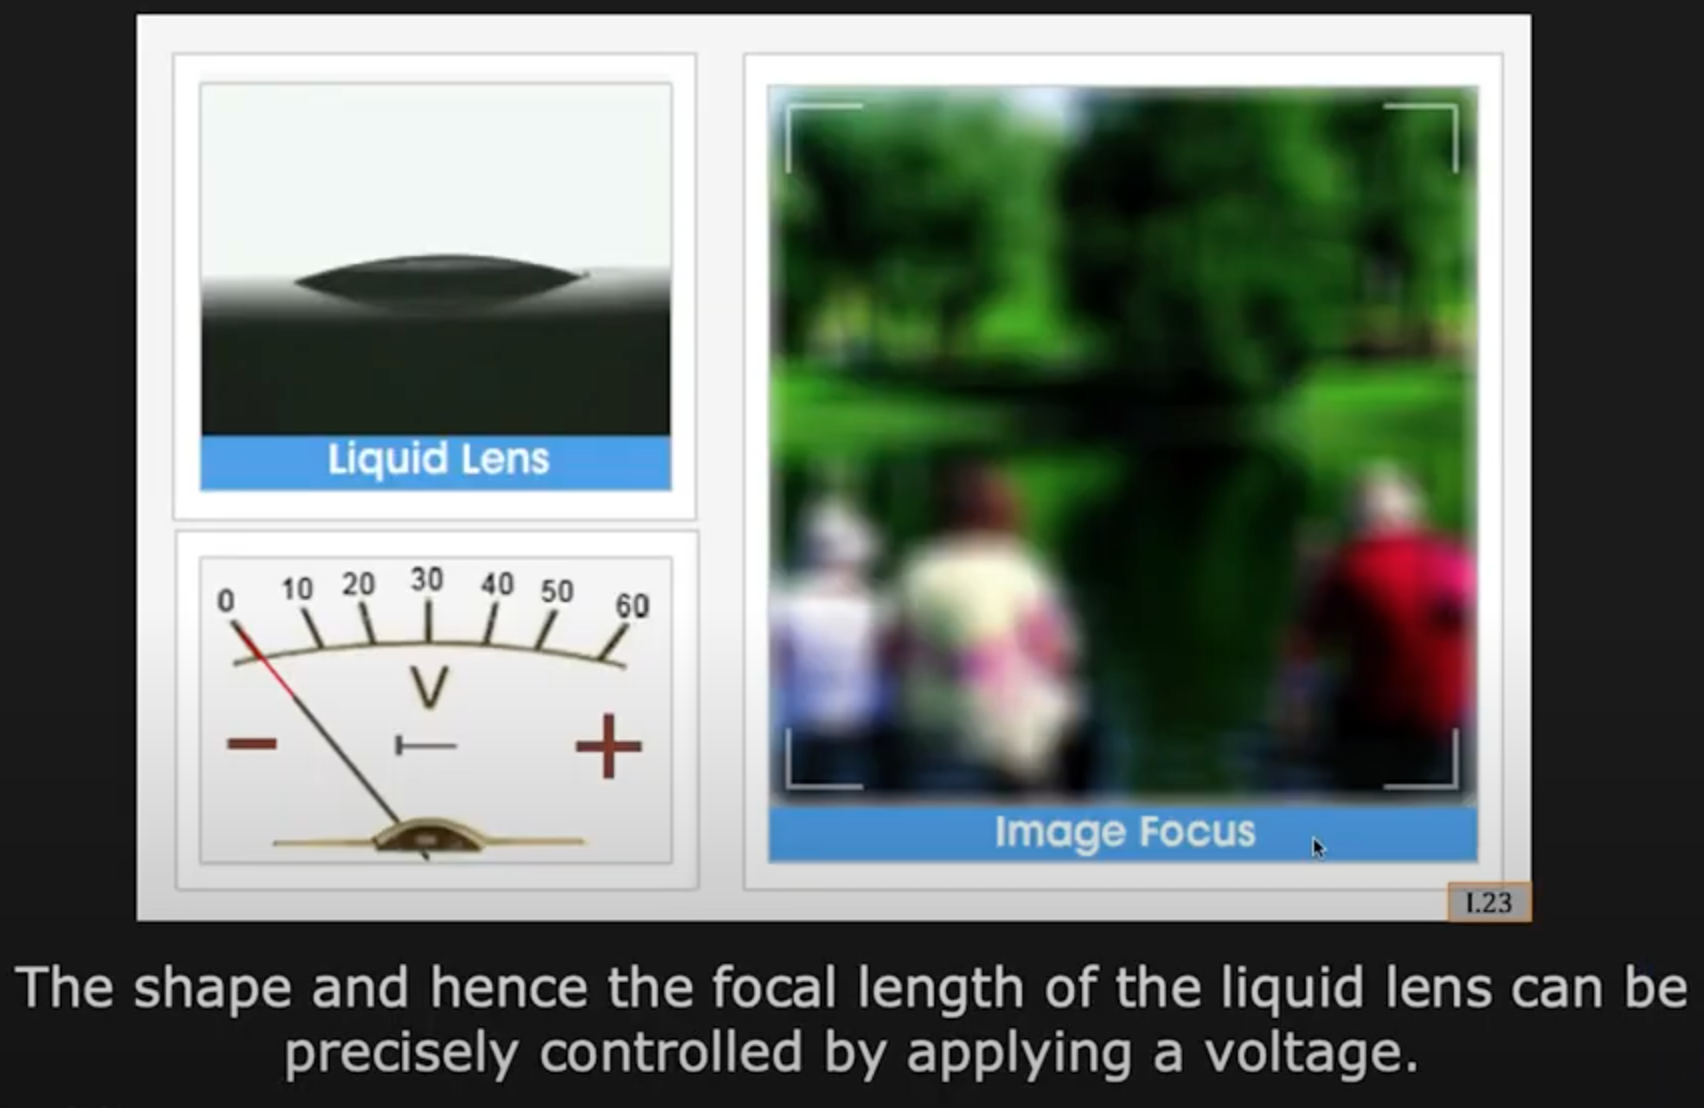 Liquid Lens
0 10 20 30 40 50 60
V
− +
Image Focus
I.23
The shape and hence the focal length of the liquid lens can be
precisely controlled by applying a voltage.